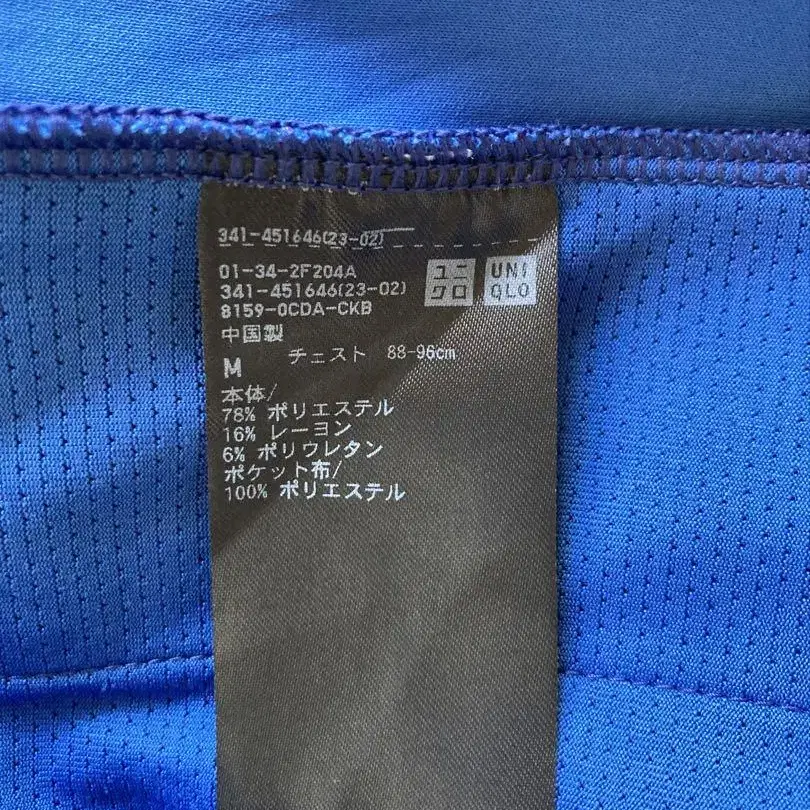 341-451646(23-02)
01-34-2F204A
341-451646(23-02)
8159-0CDA-CKB
ユニ
クロ
UNI
QLO
中国製
M チェスト 88-96cm
本体/
78% ポリエステル
16% レーヨン
6% ポリウレタン
ポケット布/
100% ポリエステル